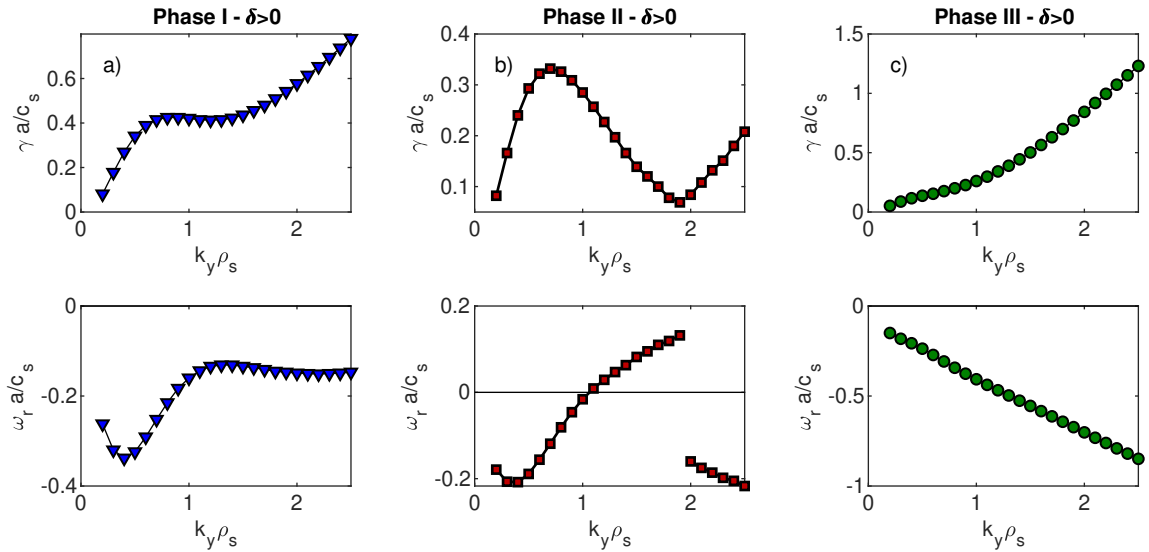 Phase I - δ>0
Phase II - δ>0
Phase III - δ>0
a)
b)
c)
γ a/c_s
0.6
0.4
0.2
0
0 1 2
k_yρ_s
γ a/c_s
0.4
0.3
0.2
0.1
0 1 2
k_yρ_s
γ a/c_s
1.5
1
0.5
0
0 1 2
k_yρ_s
ω_r a/c_s
0
-0.2
-0.4
0 1 2
k_yρ_s
ω_r a/c_s
0.2
0
-0.2
0 1 2
k_yρ_s
ω_r a/c_s
0
-0.5
-1
0 1 2
k_yρ_s